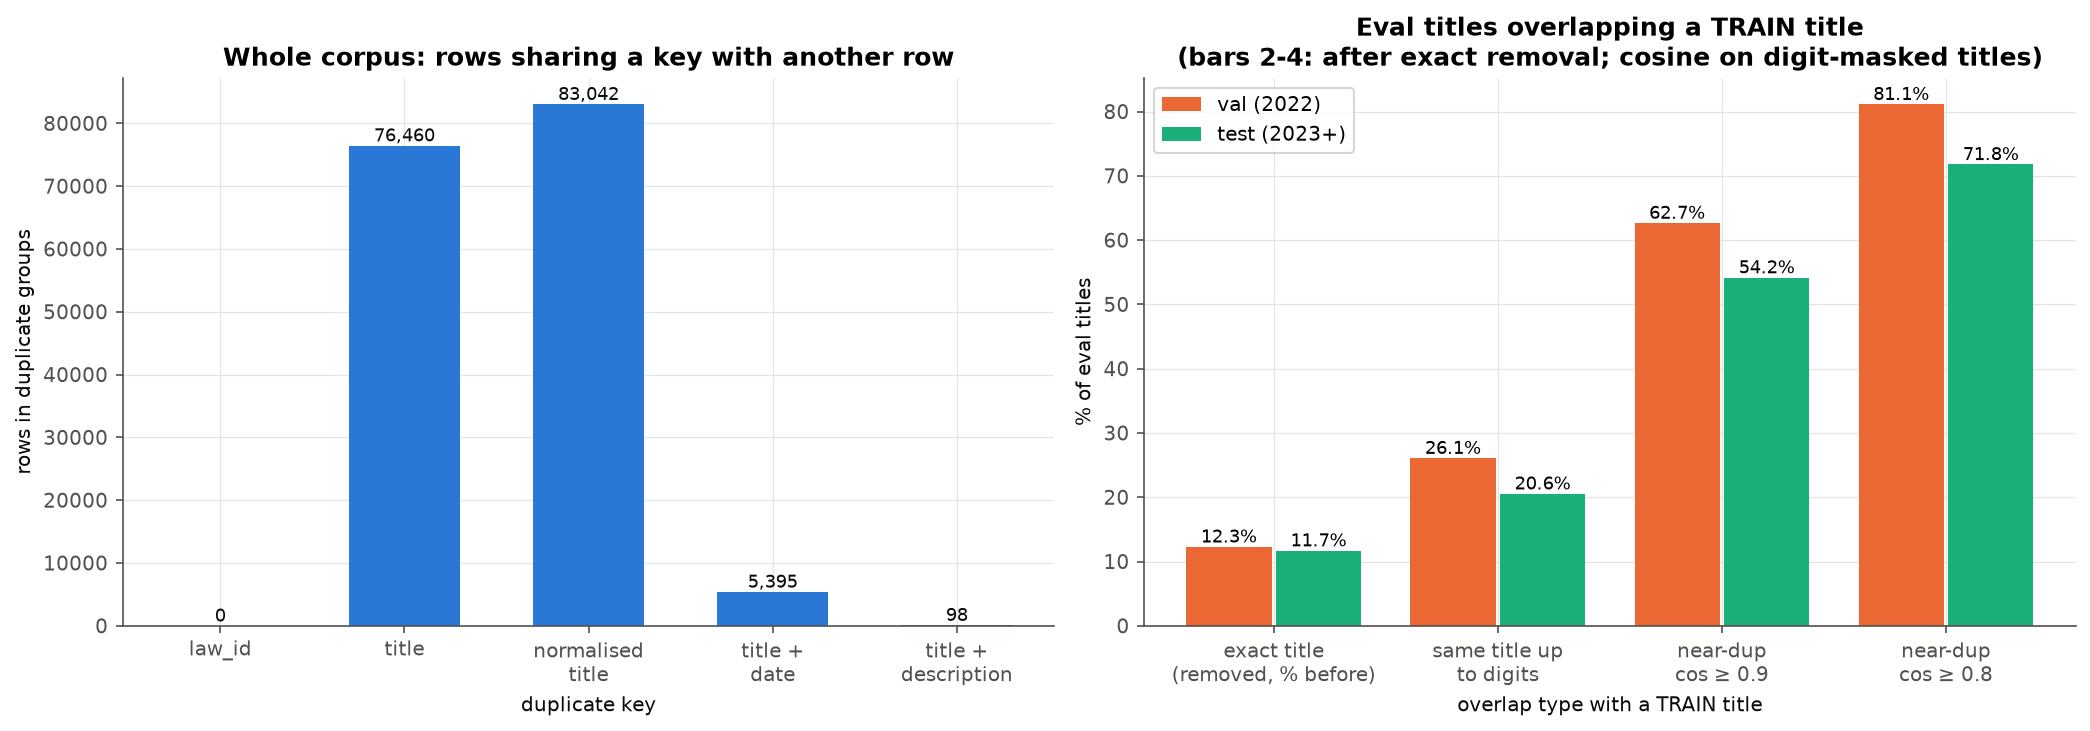 Whole corpus: rows sharing a key with another row
rows in duplicate groups
80000
70000
60000
50000
40000
30000
20000
10000
0
0
76,460
83,042
5,395
98
law_id
title
normalised
title
title +
date
title +
description
duplicate key
Eval titles overlapping a TRAIN title
(bars 2-4: after exact removal; cosine on digit-masked titles)
val (2022)
test (2023+)
% of eval titles
80
70
60
50
40
30
20
10
0
12.3%
11.7%
26.1%
20.6%
62.7%
54.2%
81.1%
71.8%
exact title
(removed, % before)
same title up
to digits
near-dup
cos ≥ 0.9
near-dup
cos ≥ 0.8
overlap type with a TRAIN title